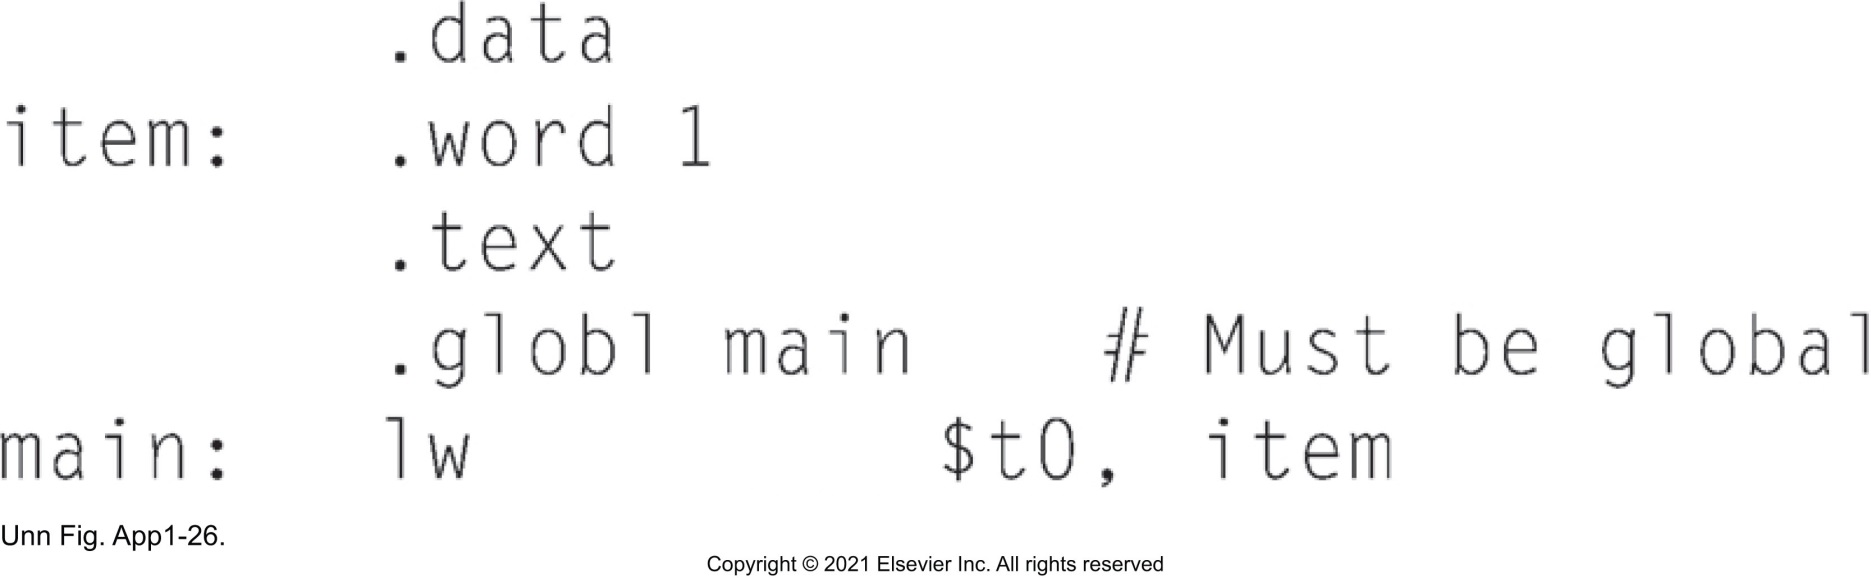 .data
item: .word 1
.text
.globl main # Must be global
main: lw $t0, item
Unn Fig. App1-26.
Copyright © 2021 Elsevier Inc. All rights reserved